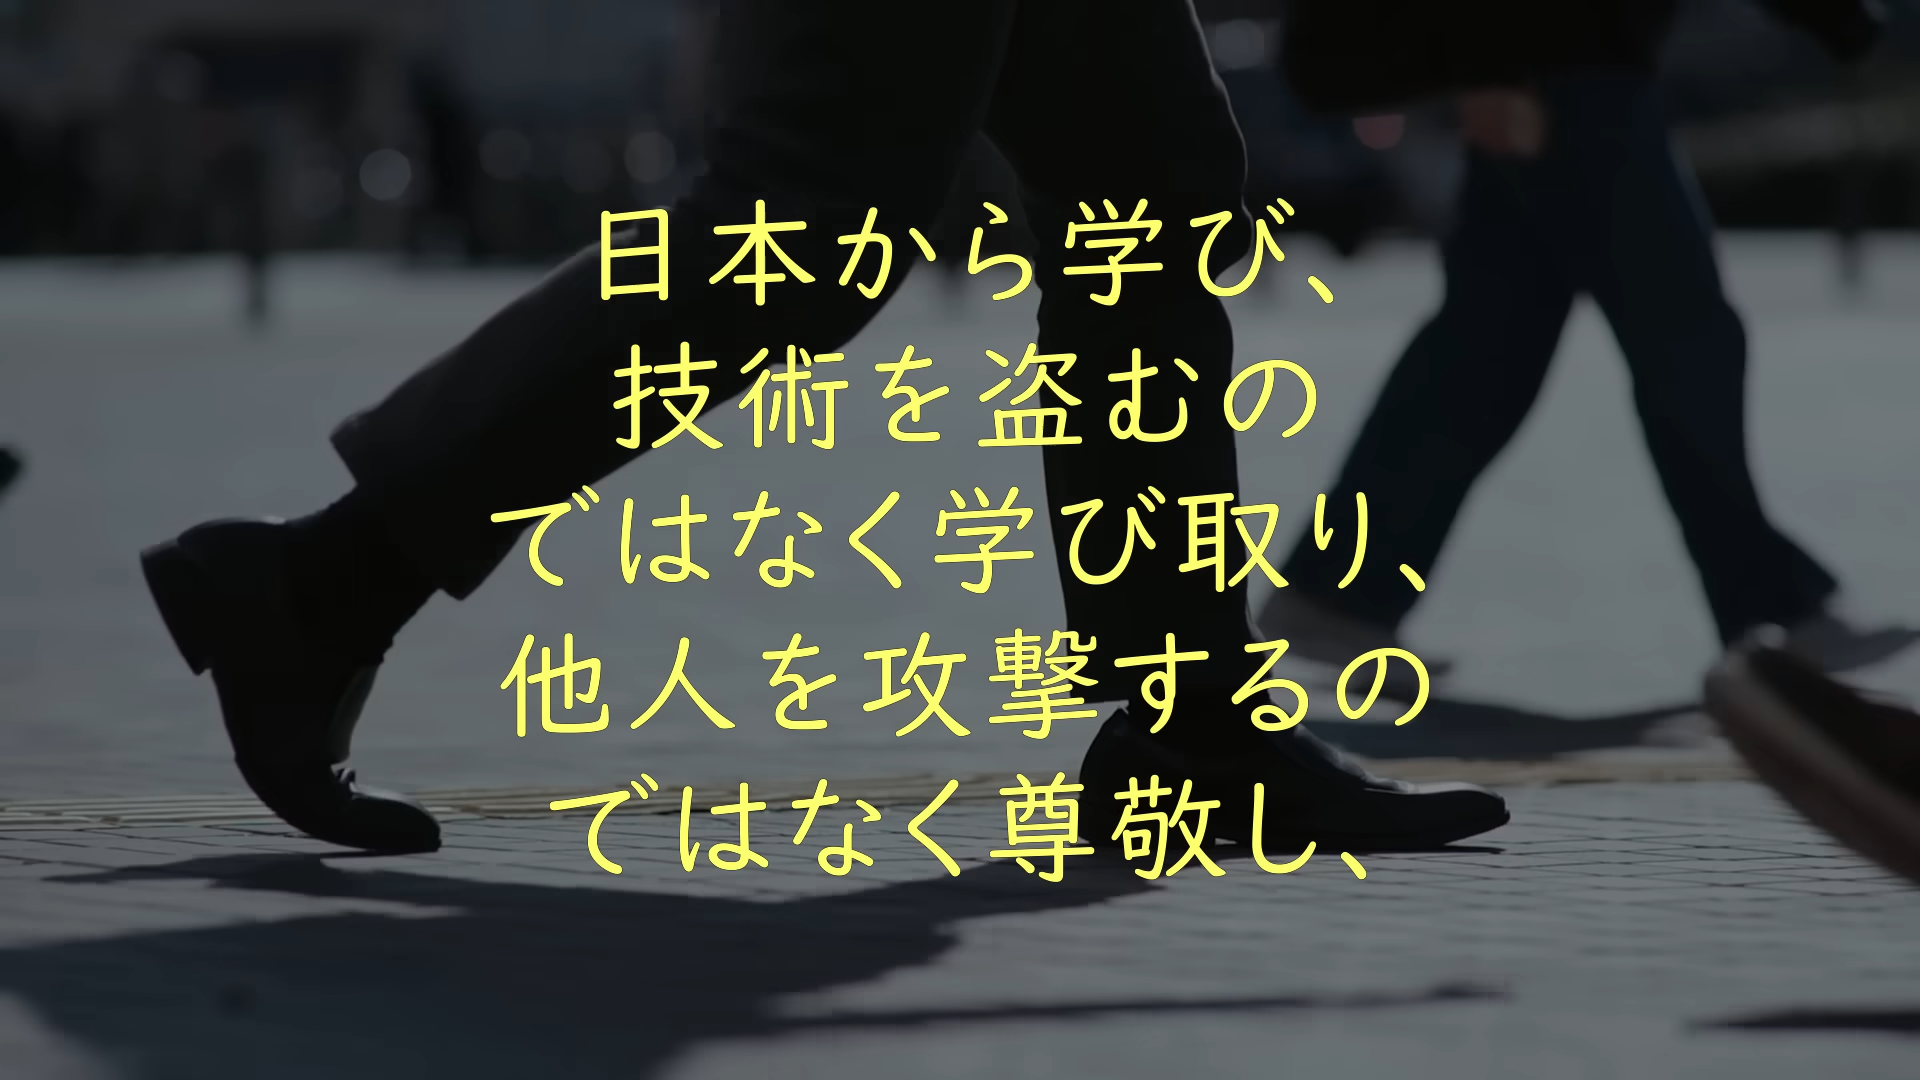 日本から学び、
技術を盗むの
ではなく学び取り、
他人を攻撃するの
ではなく尊敬し、